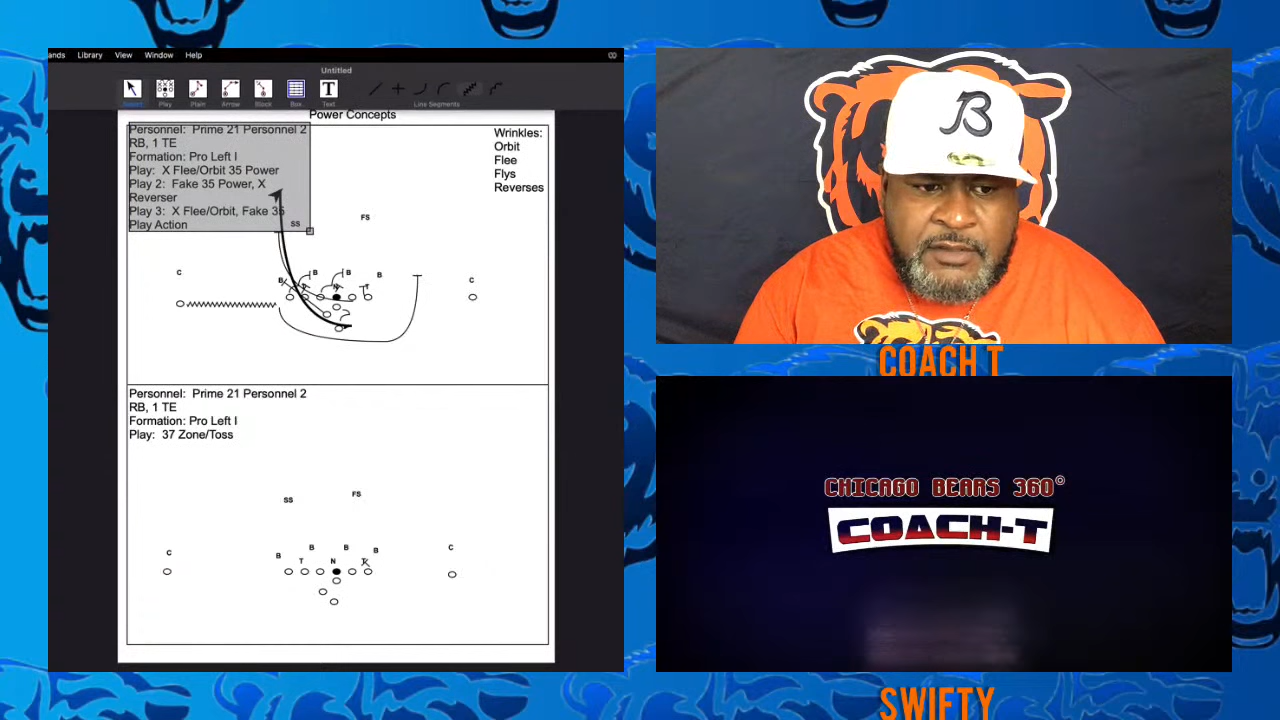 ands Library View Window Help
Untitled
Select Play Plain Arrow Block Box Text Line Segments
T
Power Concepts
Personnel: Prime 21 Personnel 2
RB, 1 TE
Formation: Pro Left I
Play: X Flee/Orbit 35 Power
Play 2: Fake 35 Power, X
Reverser
Play 3: X Flee/Orbit, Fake 35
Play Action
Wrinkles:
Orbit
Flee
Flys
Reverses
SS FS
C B B B B C
T N T
Personnel: Prime 21 Personnel 2
RB, 1 TE
Formation: Pro Left I
Play: 37 Zone/Toss
SS FS
C B B B B C
T N T
B
COACH T
CHICAGO BEARS 360°
COACH-T
SWIFTY